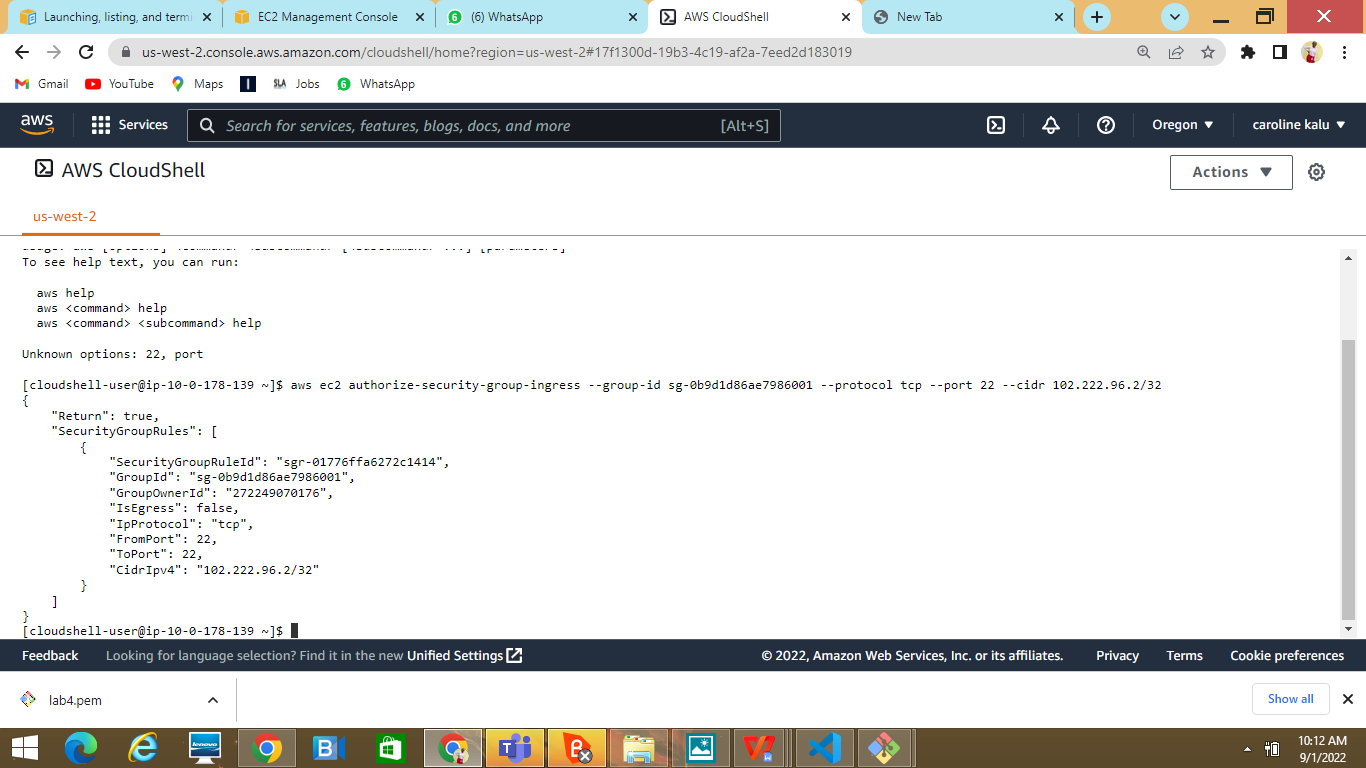 Launching, listing, and termi
EC2 Management Console
(6) WhatsApp
AWS CloudShell
New Tab
us-west-2.console.aws.amazon.com/cloudshell/home?region=us-west-2#17f1300d-19b3-4c19-af2a-7eed2d183019
Gmail
YouTube
Maps
SLA
Jobs
6
WhatsApp
aws
Services
Search for services, features, blogs, docs, and more
[Alt+S]
Oregon
caroline kalu
AWS CloudShell
Actions
us-west-2
To see help text, you can run:
aws help
aws <command> help
aws <command> <subcommand> help
Unknown options: 22, port
[cloudshell-user@ip-10-0-178-139 ~]$ aws ec2 authorize-security-group-ingress --group-id sg-0b9d1d86ae7986001 --protocol tcp --port 22 --cidr 102.222.96.2/32
{
"Return": true,
"SecurityGroupRules": [
{
"SecurityGroupRuleId": "sgr-01776ffa6272c1414",
"GroupId": "sg-0b9d1d86ae7986001",
"GroupOwnerId": "272249070176",
"IsEgress": false,
"IpProtocol": "tcp",
"FromPort": 22,
"ToPort": 22,
"CidrIpv4": "102.222.96.2/32"
}
]
}
[cloudshell-user@ip-10-0-178-139 ~]$
Feedback
Looking for language selection? Find it in the new Unified Settings
© 2022, Amazon Web Services, Inc. or its affiliates.
Privacy
Terms
Cookie preferences
lab4.pem
Show all
lenovo
10:12 AM
9/1/2022